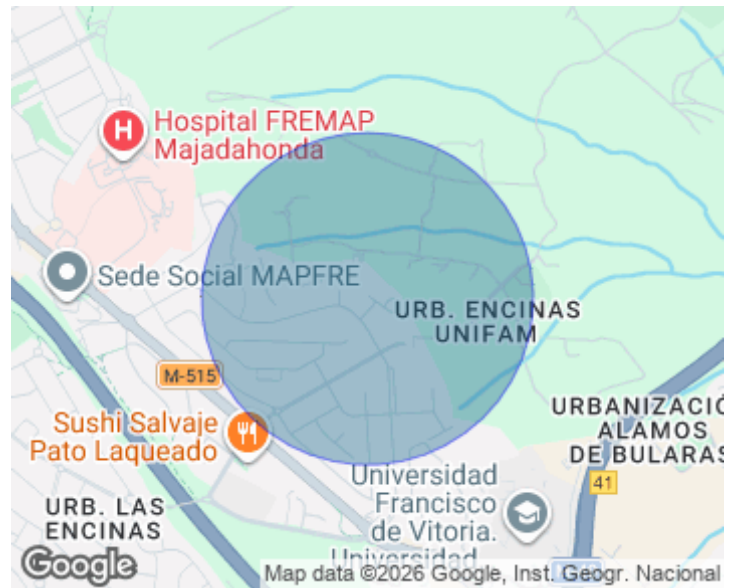 H
Hospital FREMAP
Majadahonda
Sede Social MAPFRE
URB. ENCINAS
UNIFAM
M-515
Sushi Salvaje
Pato Laqueado
URBANIZACIÓ
ALAMOS
DE BULARAS
41
Universidad
Francisco
de Vitoria.
Universidad
URB. LAS
ENCINAS
Google
Map data ©2026 Google, Inst. Geogr. Nacional